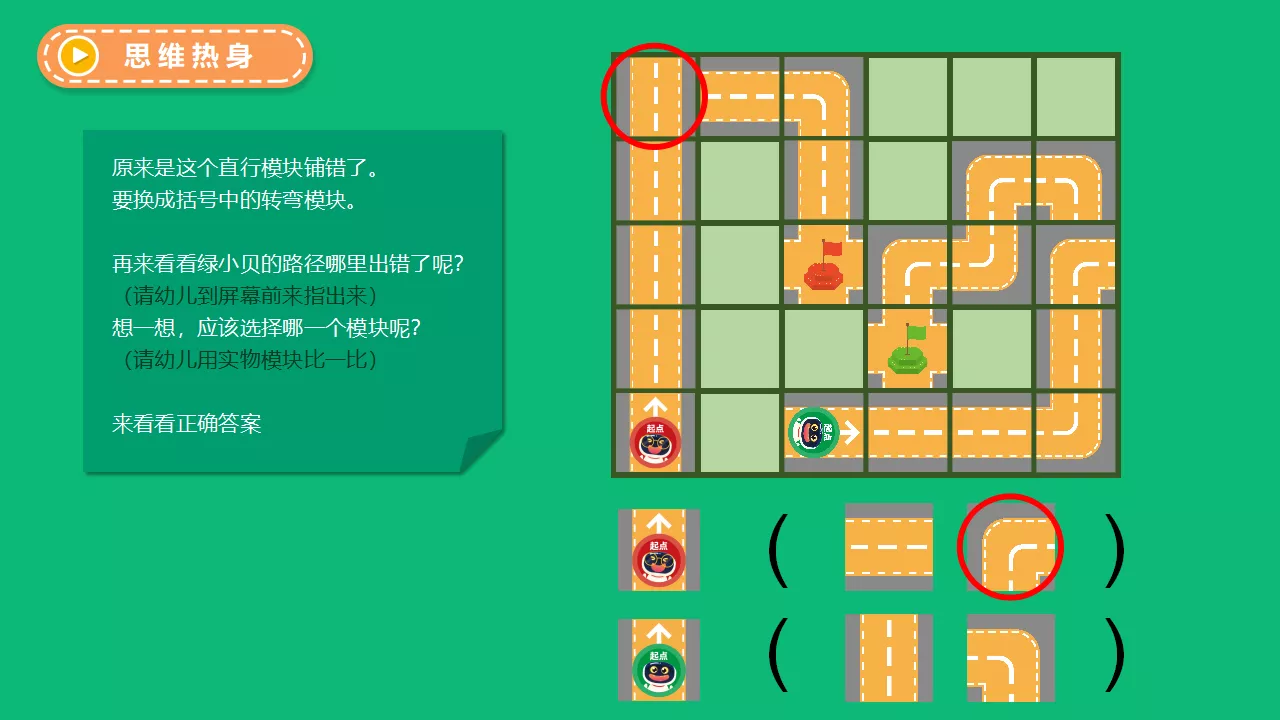 思维热身
原来是这个直行模块铺错了。
要换成括号中的转弯模块。
再来看看绿小贝的路径哪里出错了呢？
（请幼儿到屏幕前来指出来）
想一想，应该选择哪一个模块呢？
（请幼儿用实物模块比一比）
来看看正确答案
起点
起点
起点
（ ）
起点
（ ）